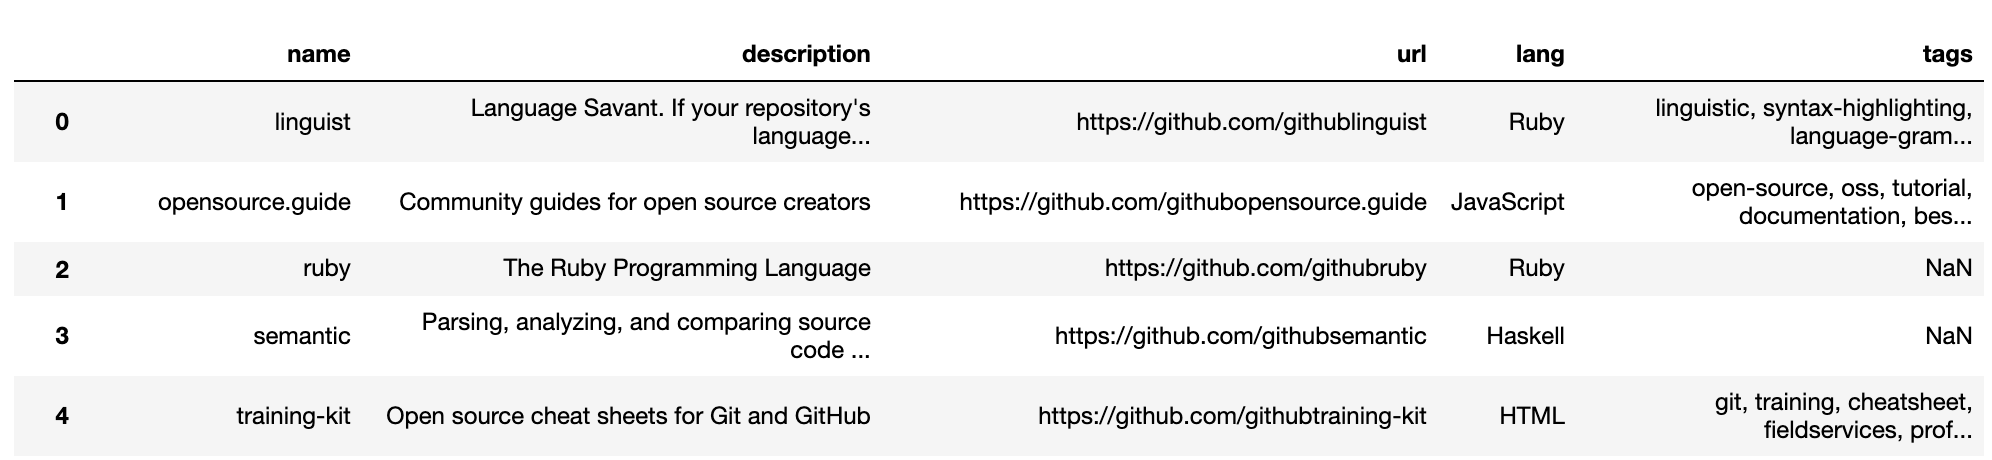 name description url lang tags
0 linguist Language Savant. If your repository's language... https://github.com/githublinguist Ruby linguistic, syntax-highlighting, language-gram...
1 opensource.guide Community guides for open source creators https://github.com/githubopensource.guide JavaScript open-source, oss, tutorial, documentation, bes...
2 ruby The Ruby Programming Language https://github.com/githubruby Ruby NaN
3 semantic Parsing, analyzing, and comparing source code ... https://github.com/githubsemantic Haskell NaN
4 training-kit Open source cheat sheets for Git and GitHub https://github.com/githubtraining-kit HTML git, training, cheatsheet, fieldservices, prof...